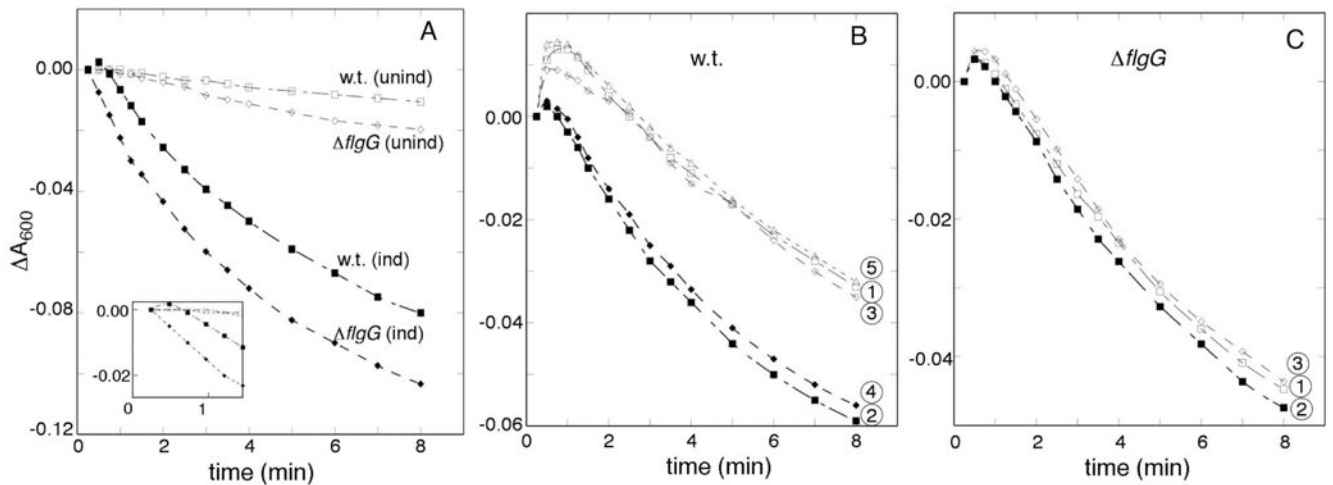 A
B
C
w.t.
ΔflgG
0.00
-0.04
-0.08
-0.12
ΔA600
w.t. (unind)
ΔflgG (unind)
w.t. (ind)
ΔflgG (ind)
0.00
-0.02
0 1
0 2 4 6 8
time (min)
0.00
-0.02
-0.04
-0.06
⑤
①
③
④
②
0 2 4 6 8
time (min)
0.00
-0.02
-0.04
③
①
②
0 2 4 6 8
time (min)